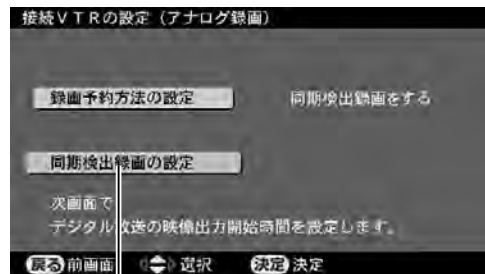 接続VTRの設定（アナログ録画）
録画予約方法の設定 同期検出録画をする
同期検出録画の設定
次画面で
デジタル放送の映像出力開始時間を設定します。
戻る 前画面 選択 決定 決定